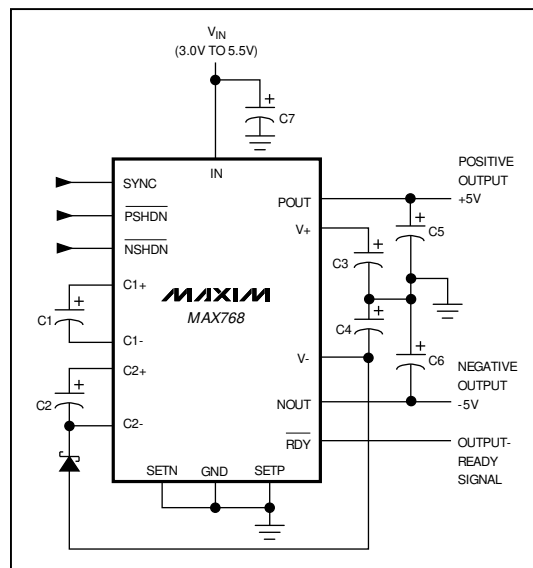 VIN
(3.0V TO 5.5V)
C7
IN
SYNC
PSHDN
NSHDN
C1+
C1
C1-
C2+
C2
C2-
MAXIM
MAX768
POUT
V+
C3
C4
V-
NOUT
RDY
SETN
GND
SETP
POSITIVE
OUTPUT
+5V
C5
C6
NEGATIVE
OUTPUT
-5V
OUTPUT-
READY
SIGNAL